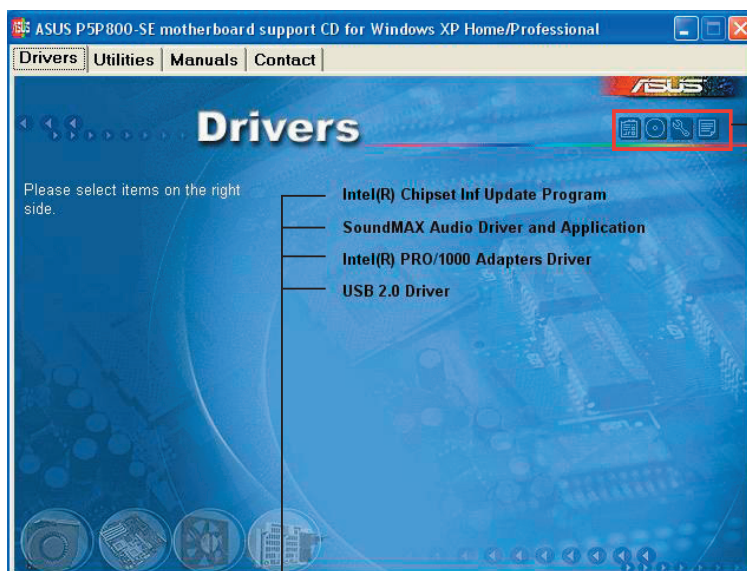 ASUS P5P800-SE motherboard support CD for Windows XP Home/Professional
Drivers Utilities Manuals Contact
ASUS
Drivers
Please select items on the right
side.
Intel(R) Chipset Inf Update Program
SoundMAX Audio Driver and Application
Intel(R) PRO/1000 Adapters Driver
USB 2.0 Driver